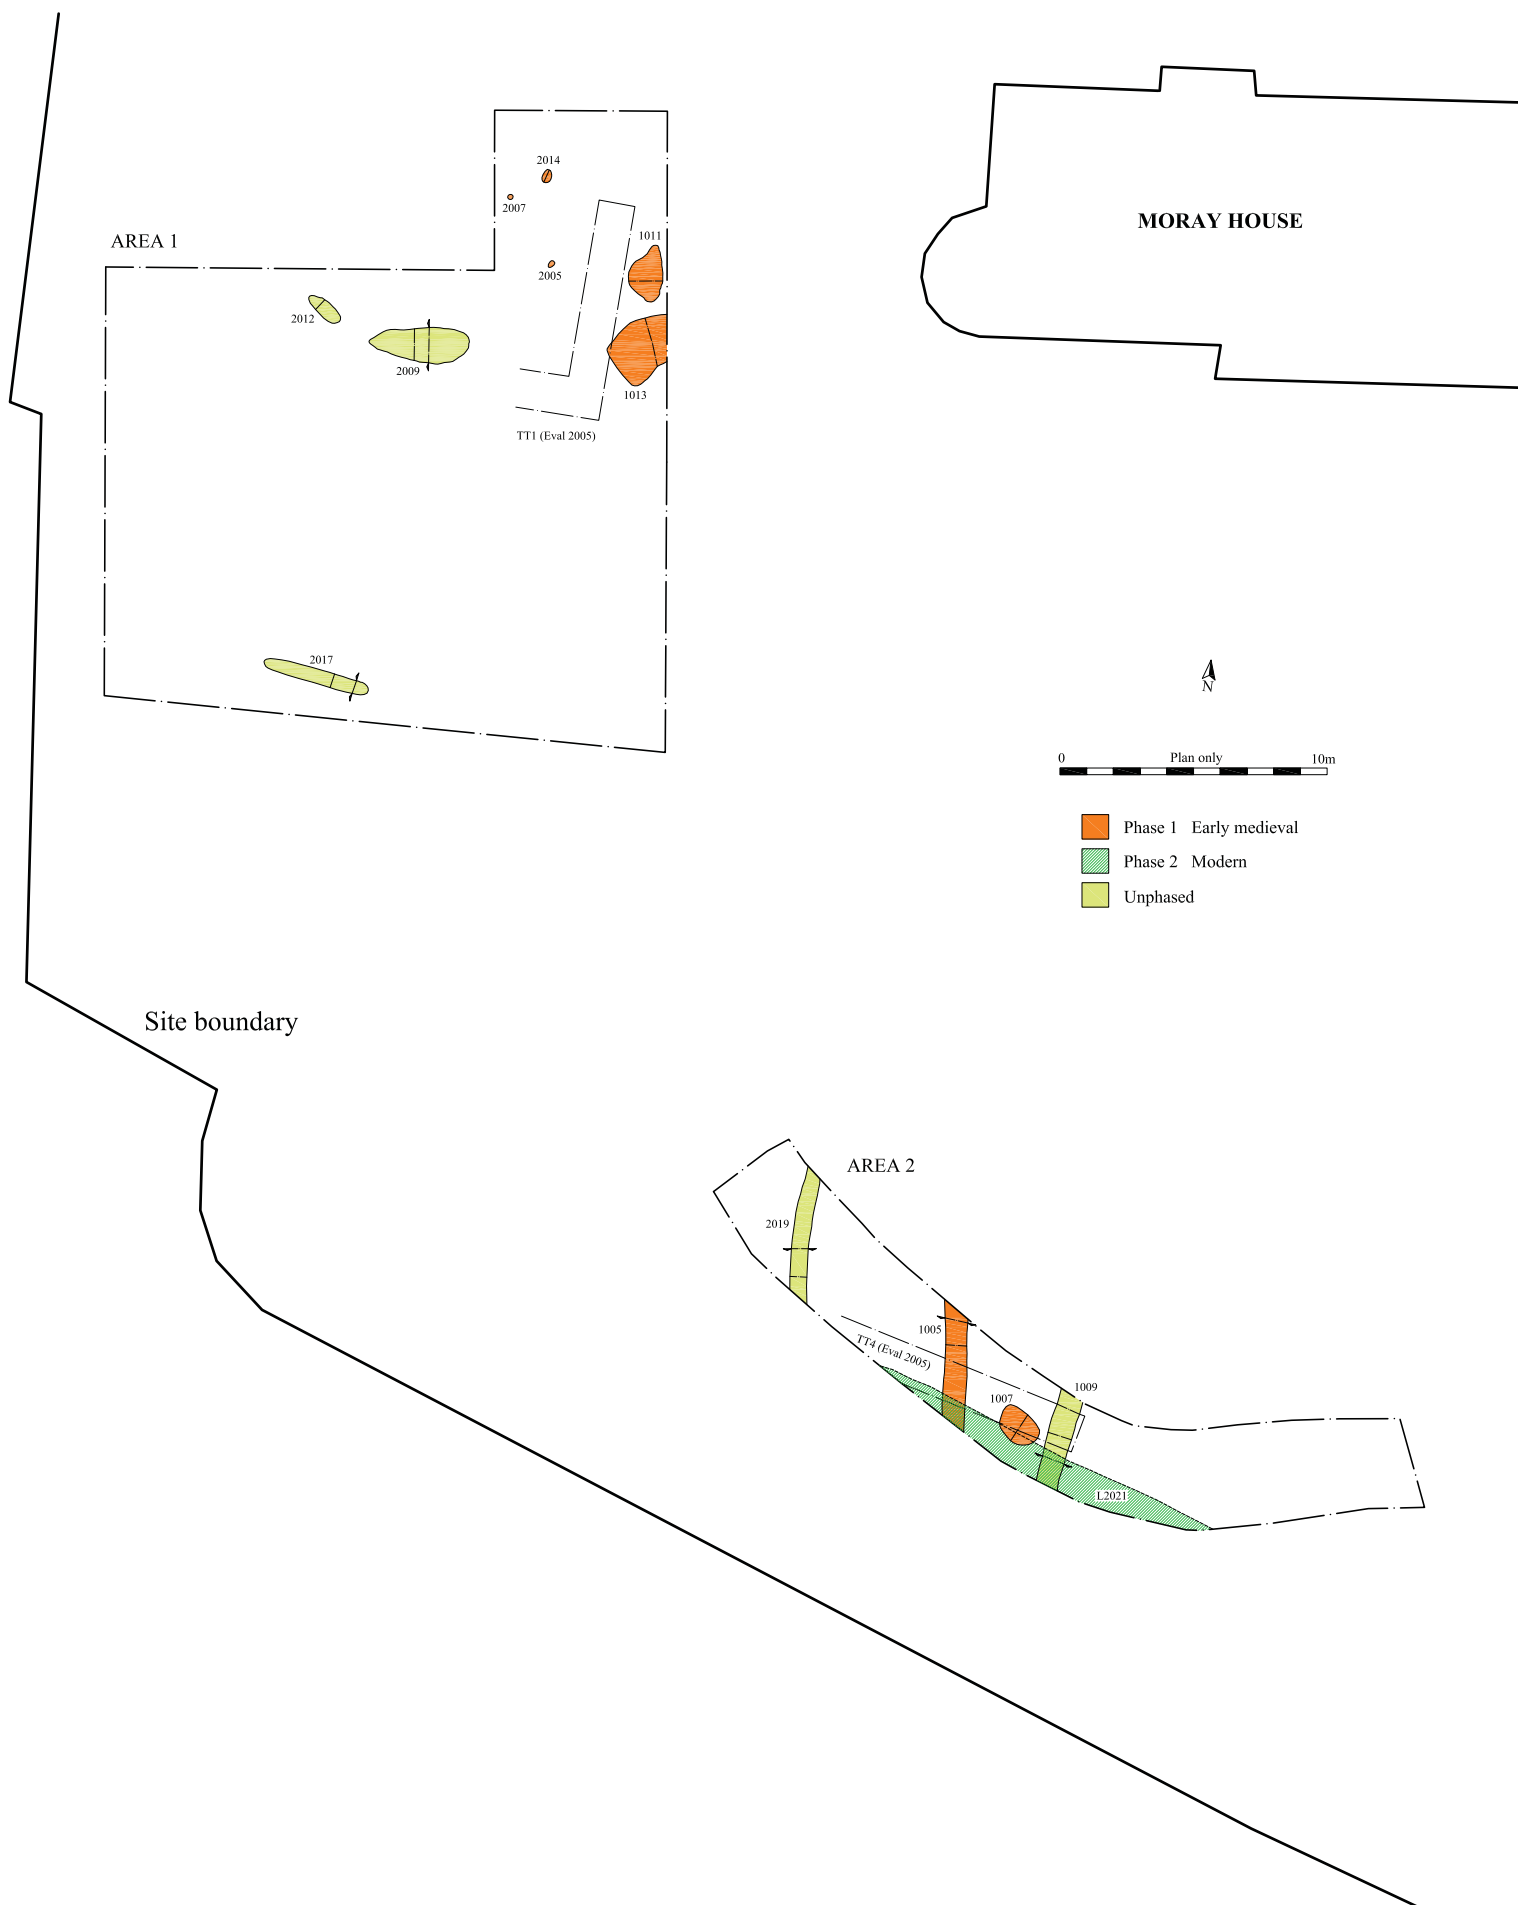 MORAY HOUSE
AREA 1
2014
2007
2005
1011
1013
2012
2009
TT1 (Eval 2005)
2017
N
0 Plan only 10m
Phase 1 Early medieval
Phase 2 Modern
Unphased
Site boundary
AREA 2
2019
1005
TT4 (Eval 2005)
1007
1009
L2021